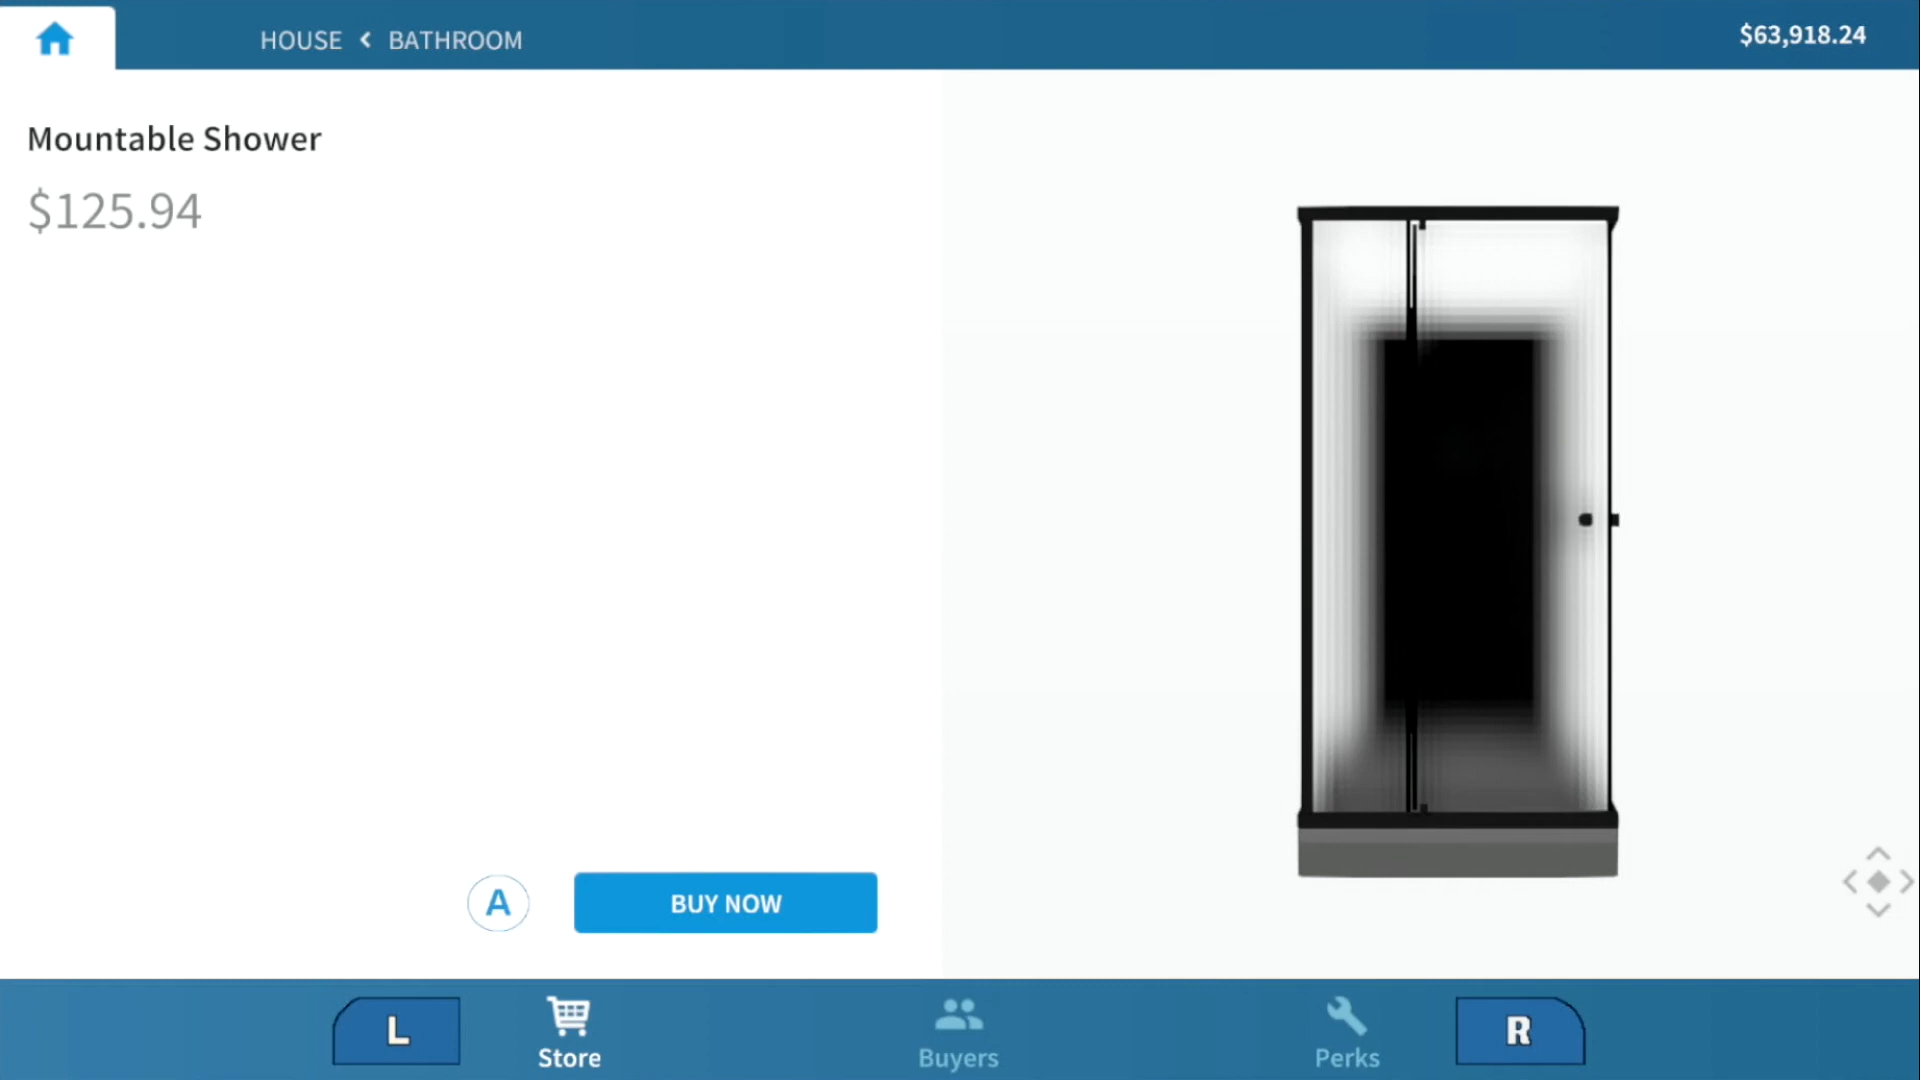 HOUSE < BATHROOM
$63,918.24
Mountable Shower
$125.94
A
BUY NOW
L
Store
Buyers
Perks
R